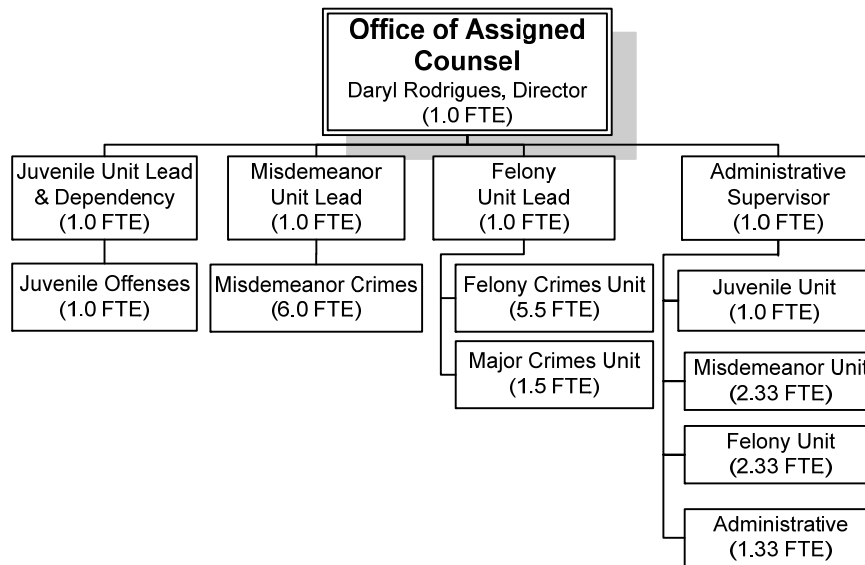 Office of Assigned
Counsel
Daryl Rodrigues, Director
(1.0 FTE)
Juvenile Unit Lead
& Dependency
(1.0 FTE)
Juvenile Offenses
(1.0 FTE)
Misdemeanor
Unit Lead
(1.0 FTE)
Misdemeanor Crimes
(6.0 FTE)
Felony
Unit Lead
(1.0 FTE)
Felony Crimes Unit
(5.5 FTE)
Major Crimes Unit
(1.5 FTE)
Administrative
Supervisor
(1.0 FTE)
Juvenile Unit
(1.0 FTE)
Misdemeanor Unit
(2.33 FTE)
Felony Unit
(2.33 FTE)
Administrative
(1.33 FTE)